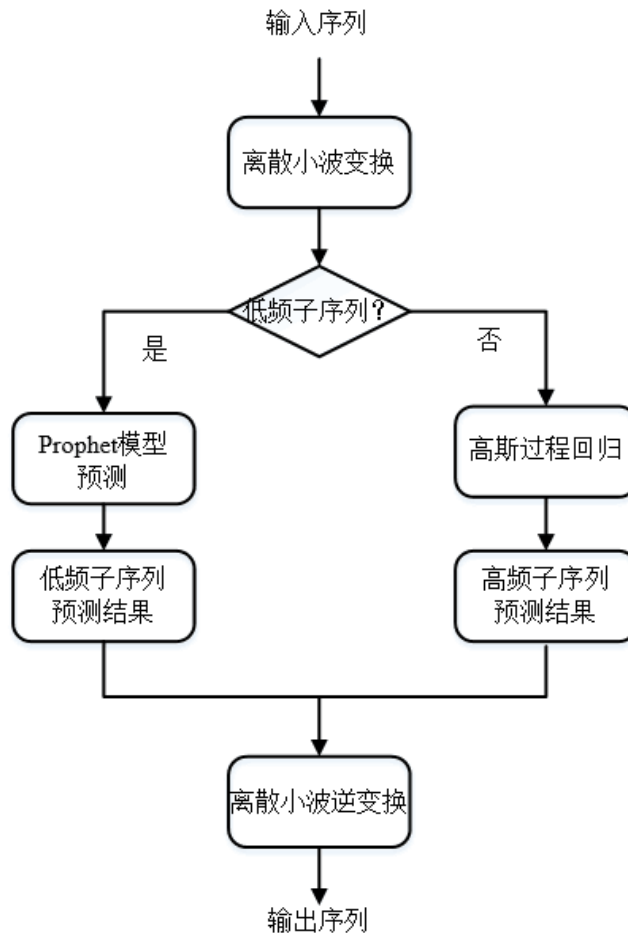 输入序列
离散小波变换
低频子序列?
是
否
Prophet模型
预测
高斯过程回归
低频子序列
预测结果
高频子序列
预测结果
离散小波逆变换
输出序列